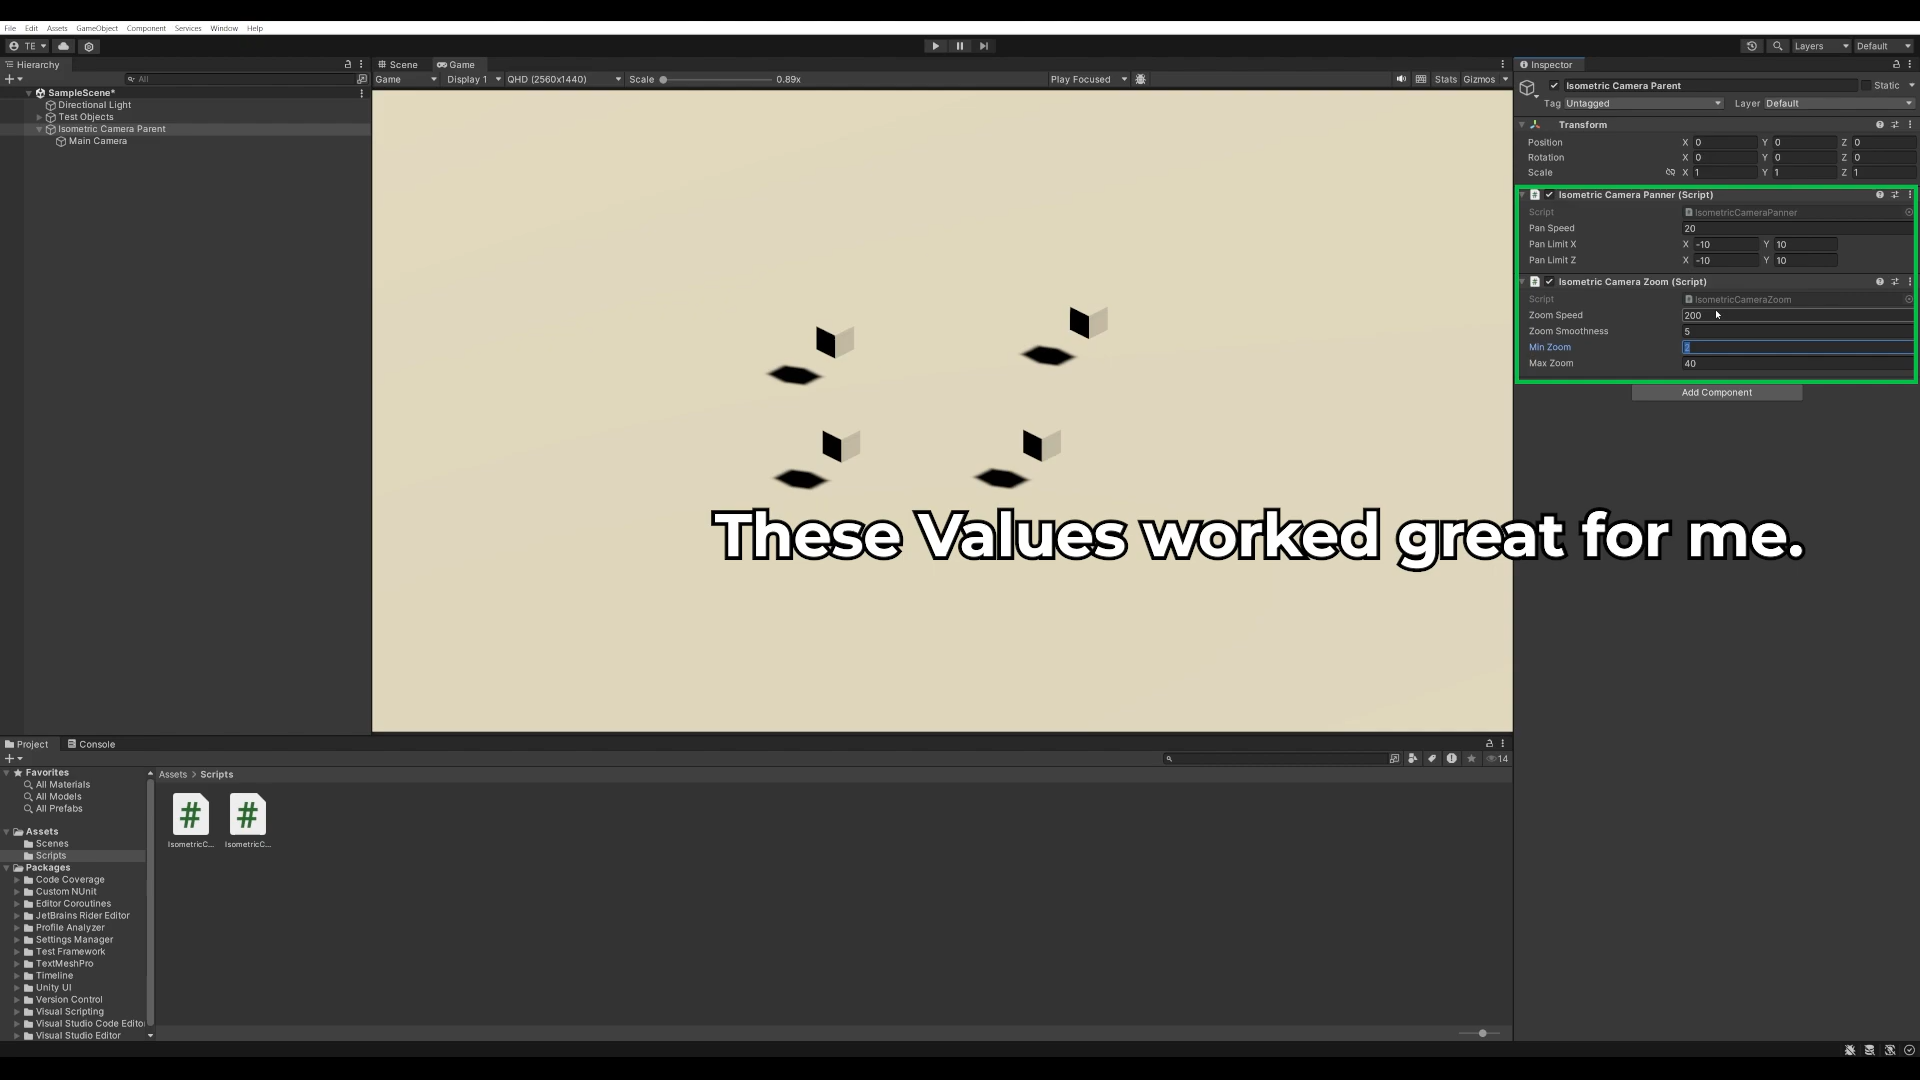 File Edit Assets GameObject Component Services Window Help
TE
Layers
Default
Hierarchy
All
SampleScene*
Directional Light
Test Objects
Isometric Camera Parent
Main Camera
Scene
Game
Game
Display 1
QHD (2560x1440)
Scale
0.89x
Play Focused
Stats
Gizmos
Inspector
Isometric Camera Parent
Static
Tag
Untagged
Layer
Default
Transform
Position X 0 Y 0 Z 0
Rotation X 0 Y 0 Z 0
Scale X 1 Y 1 Z 1
# Isometric Camera Panner (Script)
Script IsometricCameraPanner
Pan Speed 20
Pan Limit X X -10 Y 10
Pan Limit Z X -10 Y 10
# Isometric Camera Zoom (Script)
Script IsometricCameraZoom
Zoom Speed 200
Zoom Smoothness 5
Min Zoom 2
Max Zoom 40
Add Component
These Values worked great for me.
Project
Console
14
Favorites
All Materials
All Models
All Prefabs
Assets
Scenes
Scripts
Packages
Code Coverage
Custom NUnit
Editor Coroutines
JetBrains Rider Editor
Profile Analyzer
Settings Manager
Test Framework
TextMeshPro
Timeline
Unity UI
Version Control
Visual Scripting
Visual Studio Code Edito
Visual Studio Editor
Assets > Scripts
# #
IsometricC... IsometricC...